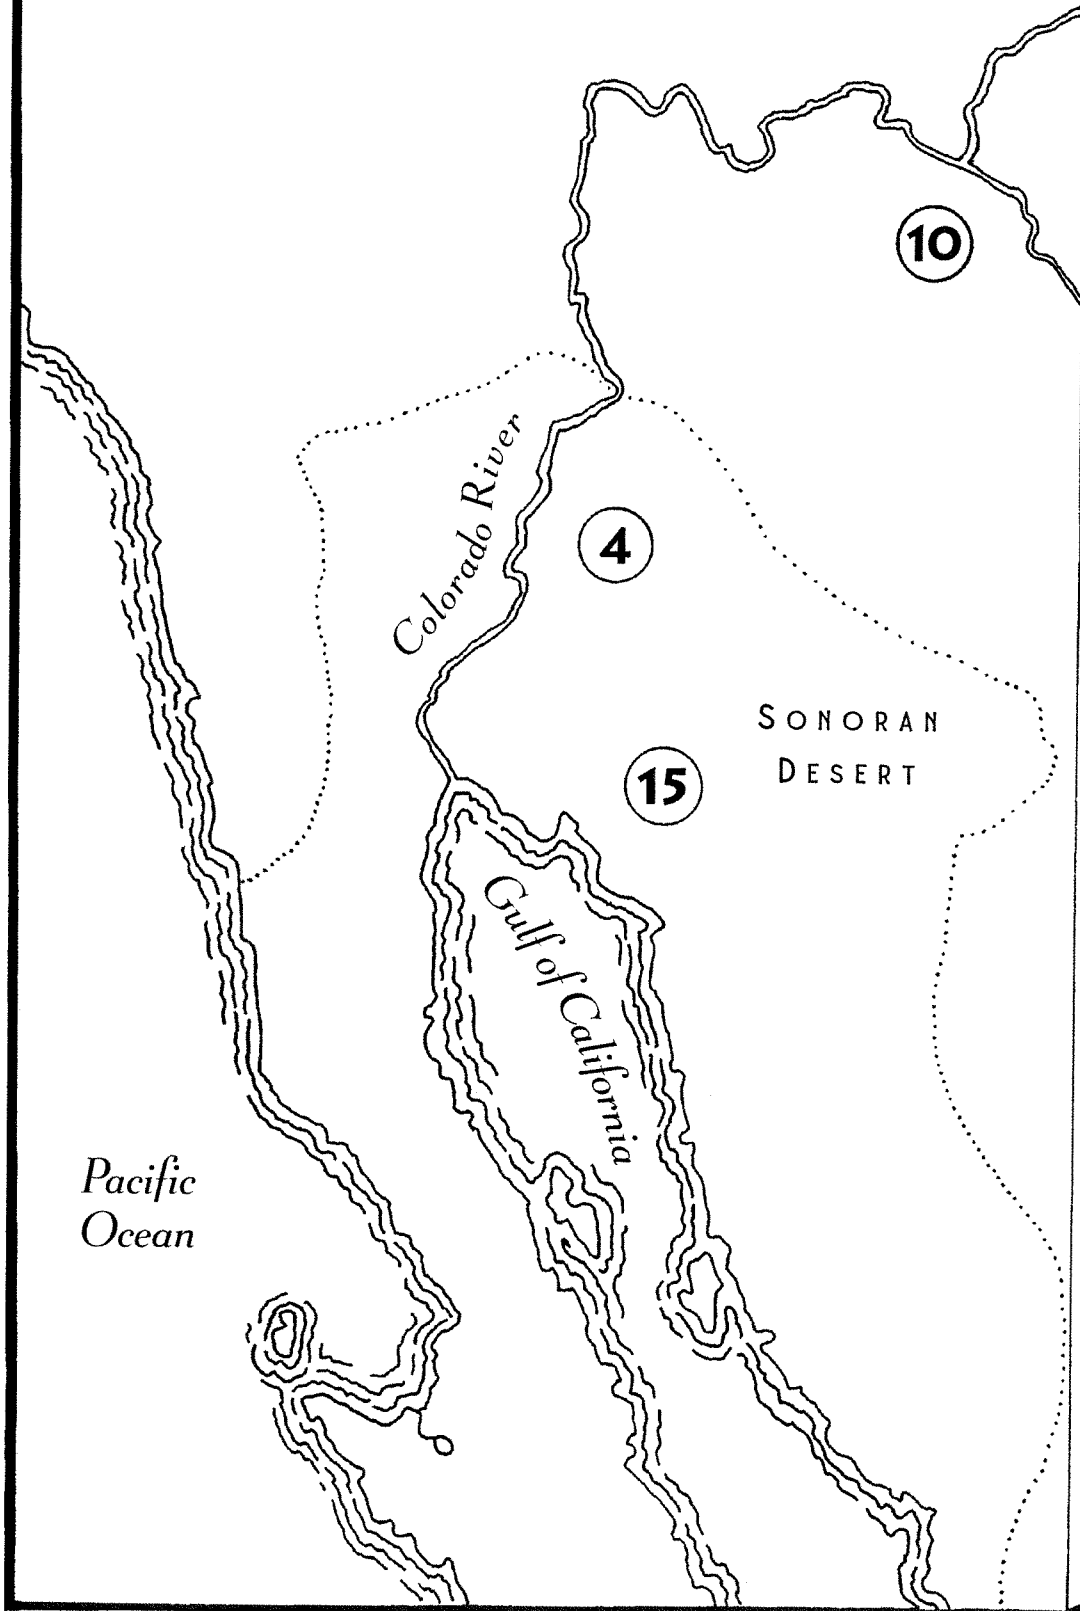 10
Colorado River
4
SONORAN
DESERT
15
Gulf of California
Pacific
Ocean